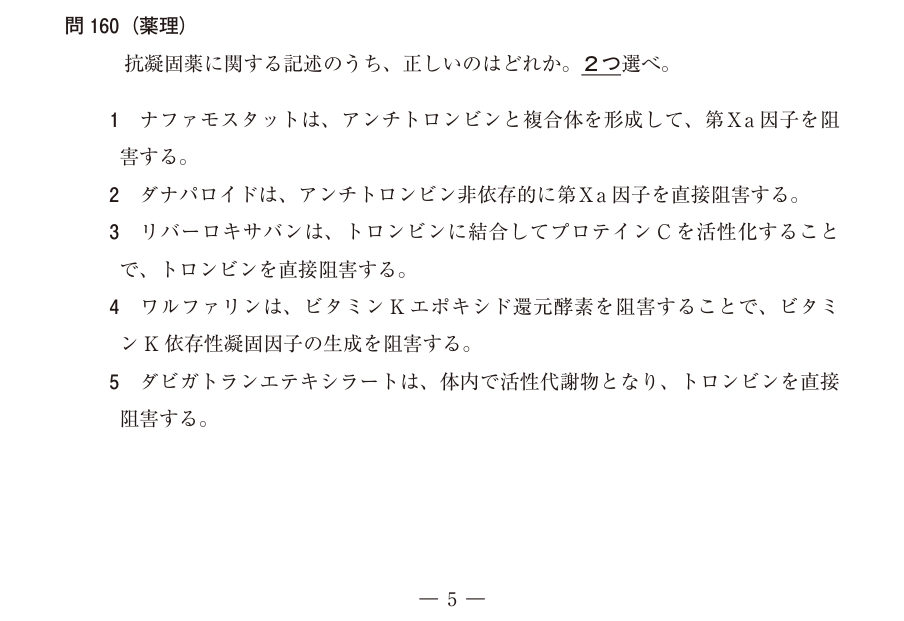 問 160（薬理）
抗凝固薬に関する記述のうち、正しいのはどれか。２つ選べ。
1 ナファモスタットは、アンチトロンビンと複合体を形成して、第Ⅹa 因子を阻
害する。
2 ダナパロイドは、アンチトロンビン非依存的に第Ⅹa 因子を直接阻害する。
3 リバーロキサバンは、トロンビンに結合してプロテイン C を活性化すること
で、トロンビンを直接阻害する。
4 ワルファリンは、ビタミン K エポキシド還元酵素を阻害することで、ビタミ
ン K 依存性凝固因子の生成を阻害する。
5 ダビガトランエテキシラートは、体内で活性代謝物となり、トロンビンを直接
阻害する。
— 5 —